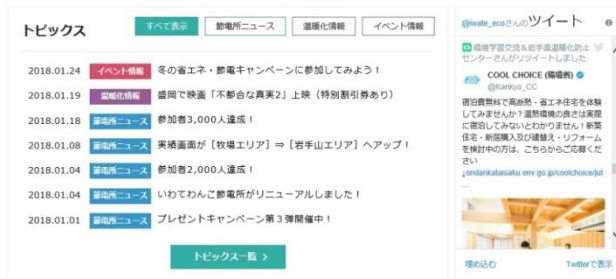 トピックス
すべて表示
節電所ニュース
温暖化情報
イベント情報
2018.01.24 イベント情報 冬の省エネ・節電キャンペーンに参加してみよう！
2018.01.19 温暖化情報 盛岡で映画「不都合な真実2」上映（特別割引券あり）
2018.01.18 節電所ニュース 参加者3,000人達成！
2018.01.08 節電所ニュース 実績画面が［牧場エリア］⇒［岩手山エリア］へアップ！
2018.01.04 節電所ニュース 参加者2,000人達成！
2018.01.04 節電所ニュース いわてわんこ節電所がリニューアルしました！
2018.01.01 節電所ニュース プレゼントキャンペーン第３弾開催中！
トピックス一覧 >
@iwate_ecoさんのツイート
環境学習交流&岩手県温暖化防止
センターさんがリツイートしました
COOL CHOICE (環境省)
@Kankyo_CC
宿泊費無料で高断熱・省エネ住宅を体験
してみませんか？温熱環境の良さは実際
に宿泊してみないとわかりません！新築
住宅・新居購入及び建替え・リフォーム
を検討中の方は、こちらからご応募くだ
さい
ondankataisaku.env.go.jp/coolchoice/jut
...
埋め込む
Twitterで表示